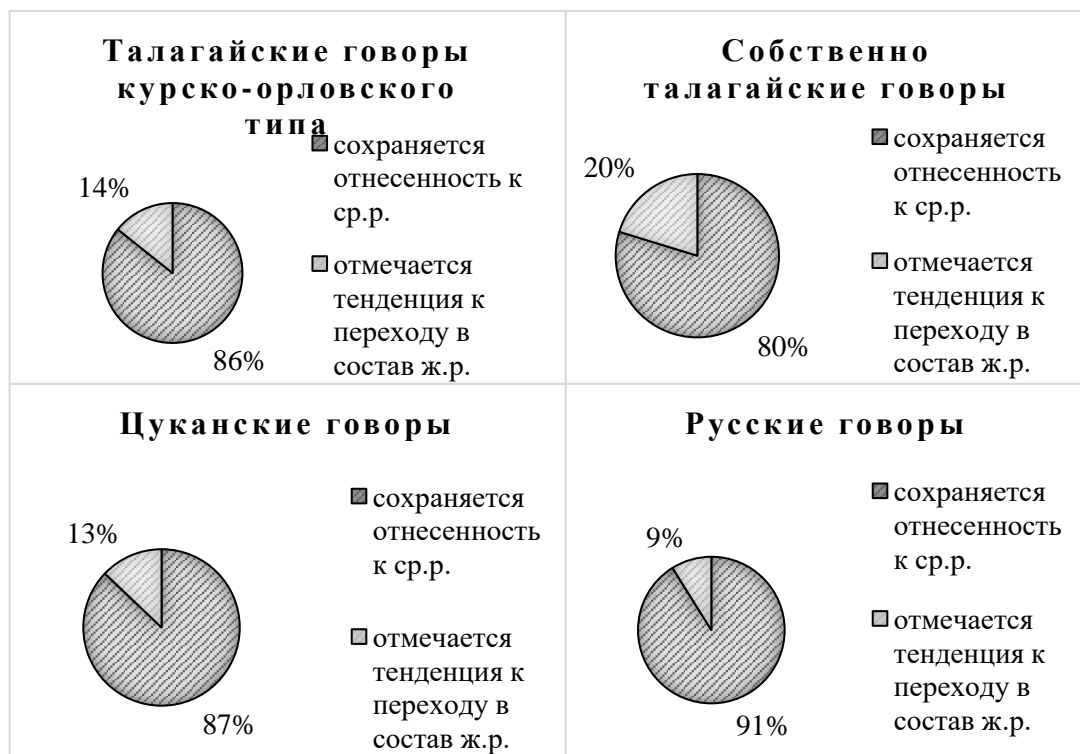 Талагайские говоры
курско-орловского
типа
сохраняется
отнесенность к
ср.р.
14%
отмечается
тенденция к
переходу в
состав ж.р.
86%
Собственно
талагайские говоры
сохраняется
отнесенность
к ср.р.
20%
отмечается
тенденция к
переходу в
состав ж.р.
80%
Цуканские говоры
сохраняется
отнесенность
к ср.р.
13%
отмечается
тенденция к
переходу в
состав ж.р.
87%
Русские говоры
сохраняется
отнесенность
к ср.р.
9%
отмечается
тенденция к
переходу в
состав ж.р.
91%